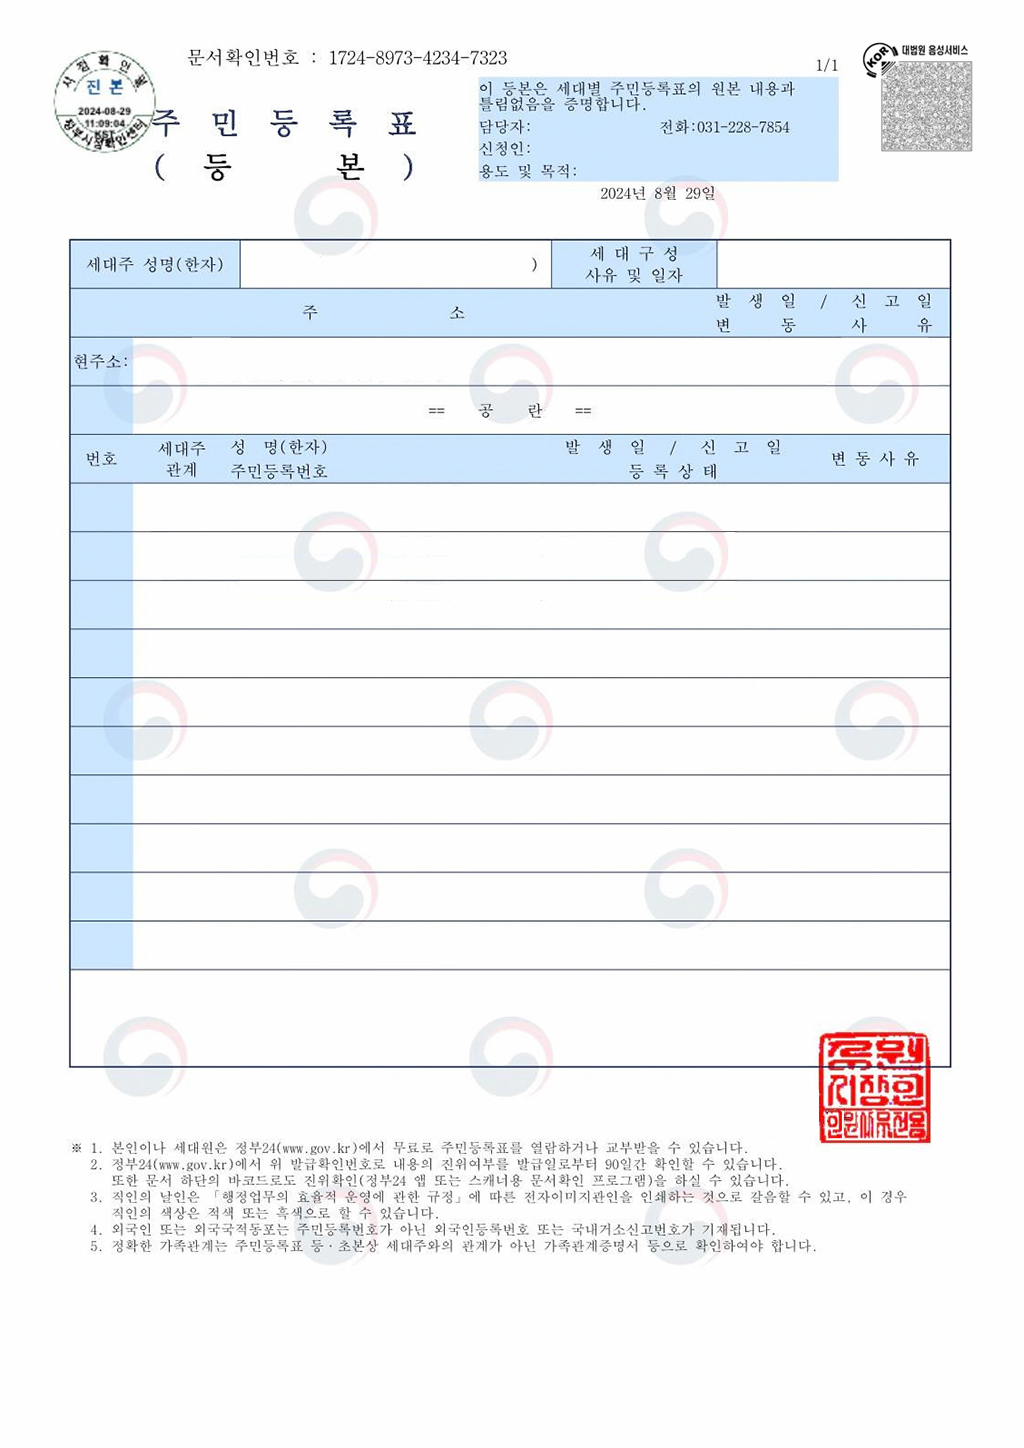 문서확인번호 : 1724-8973-4234-7323
대법원 음성서비스
KOR
1/1
시점확인필
진본
2024-08-29
11:09:04
KST
정부시점확인센터
주 민 등 록 표
( 등 본 )
이 등본은 세대별 주민등록표의 원본 내용과
틀림없음을 증명합니다.
담당자: 전화:031-228-7854
신청인:
용도 및 목적:
2024년 8월 29일
세대주 성명(한자) ) 세 대 구 성
사유 및 일자
주 소 발 생 일 / 신 고 일
변 동 사 유
현주소:
== 공 란 ==
번호 세대주 성 명(한자) 발 생 일 / 신 고 일 변 동 사 유
관계 주민등록번호 등 록 상 태
※ 1. 본인이나 세대원은 정부24(www.gov.kr)에서 무료로 주민등록표를 열람하거나 교부받을 수 있습니다.
2. 정부24(www.gov.kr)에서 위 발급확인번호로 내용의 진위여부를 발급일로부터 90일간 확인할 수 있습니다.
또한 문서 하단의 바코드로도 진위확인(정부24 앱 또는 스캐너용 문서확인 프로그램)을 하실 수 있습니다.
3. 직인의 날인은 「행정업무의 효율적 운영에 관한 규정」에 따른 전자이미지관인을 인쇄하는 것으로 갈음할 수 있고, 이 경우
직인의 색상은 적색 또는 흑색으로 할 수 있습니다.
4. 외국인 또는 외국국적동포는 주민등록번호가 아닌 외국인등록번호 또는 국내거소신고번호가 기재됩니다.
5. 정확한 가족관계는 주민등록표 등·초본상 세대주와의 관계가 아닌 가족관계증명서 등으로 확인하여야 합니다.